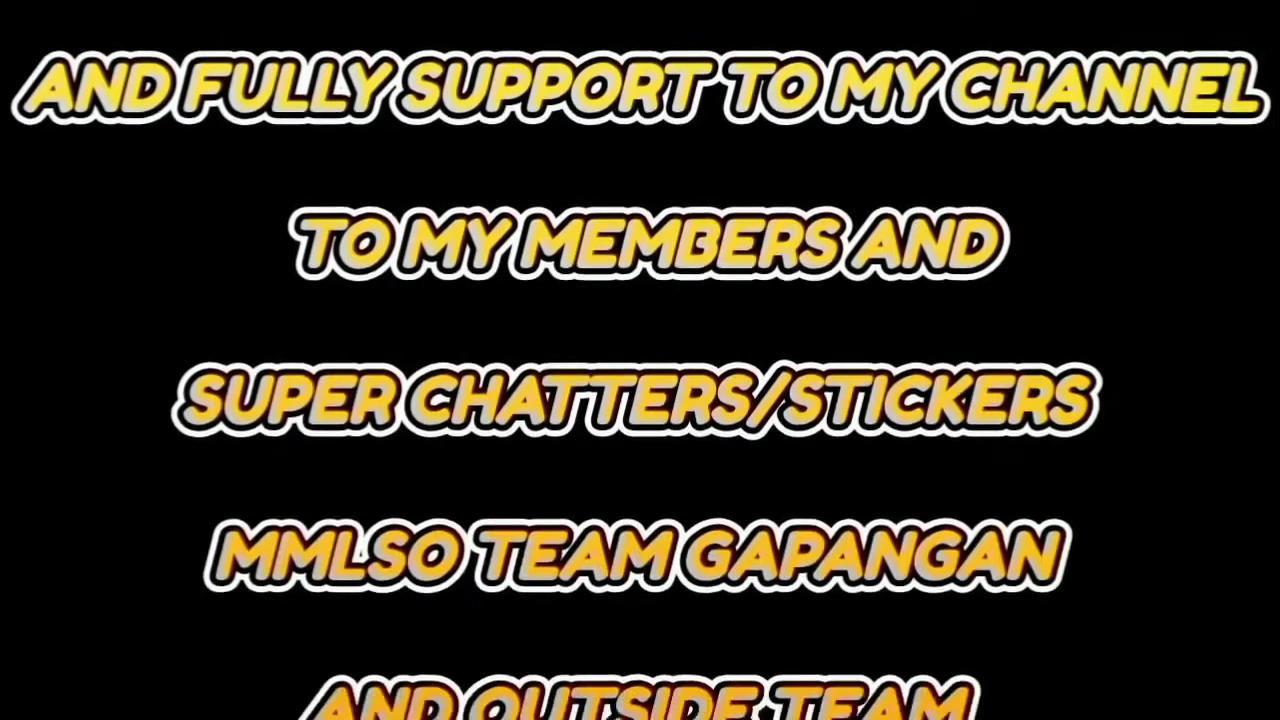 AND FULLY SUPPORT TO MY CHANNEL
TO MY MEMBERS AND
SUPER CHATTERS/STICKERS
MMLSO TEAM GAPANGAN
AND OUTSIDE TEAM